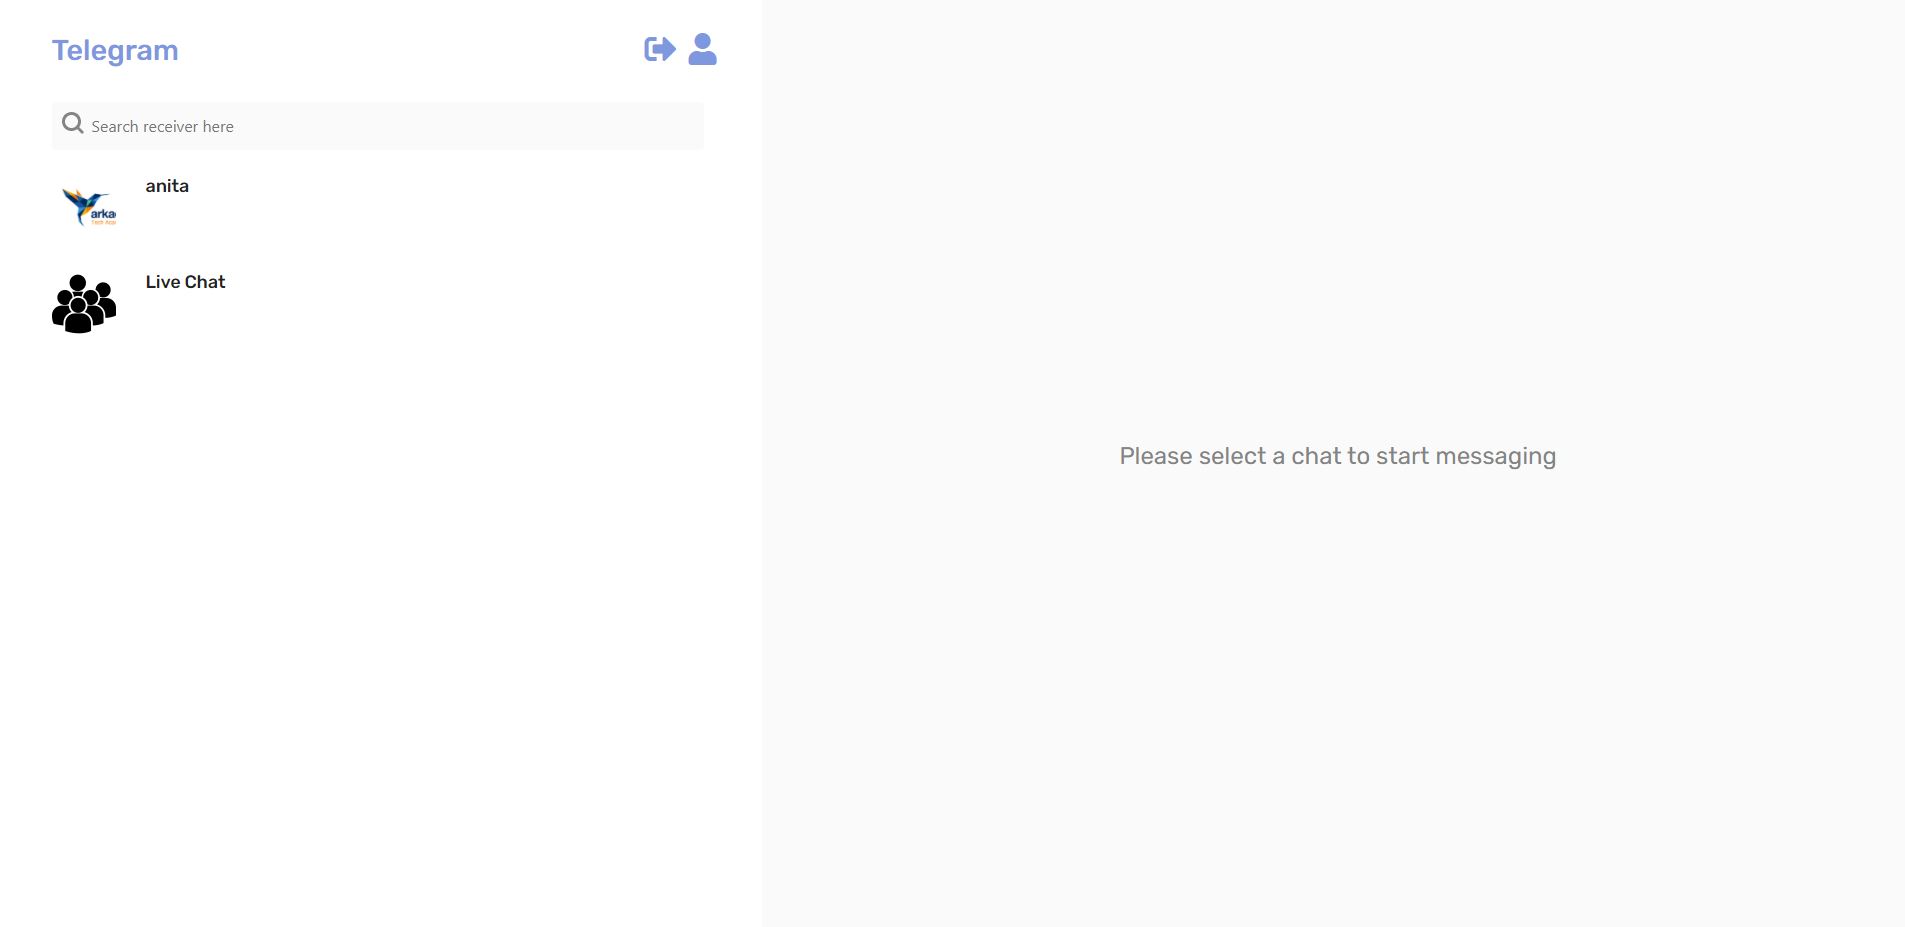 Telegram
Search receiver here
anita
arka
Live Chat
Please select a chat to start messaging